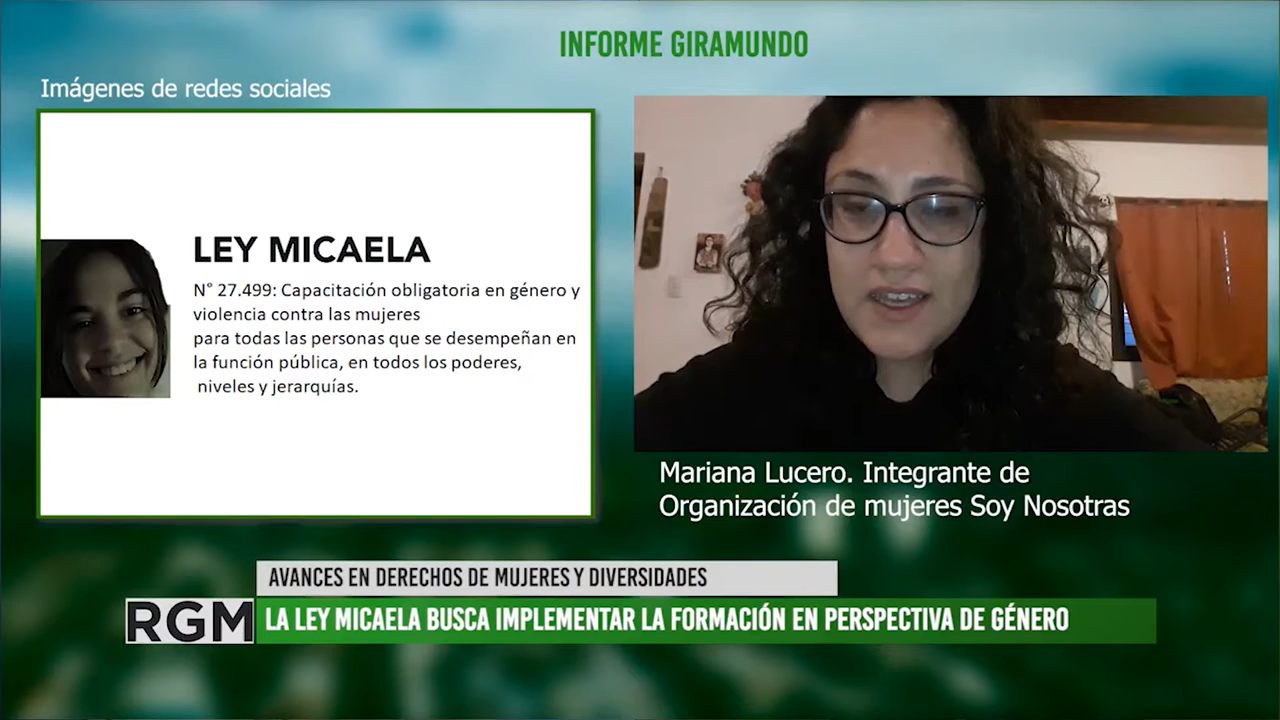 INFORME GIRAMUNDO
Imágenes de redes sociales
LEY MICAELA
N° 27.499: Capacitación obligatoria en género y
violencia contra las mujeres
para todas las personas que se desempeñan en
la función pública, en todos los poderes,
niveles y jerarquías.
Mariana Lucero. Integrante de
Organización de mujeres Soy Nosotras
AVANCES EN DERECHOS DE MUJERES Y DIVERSIDADES
RGM
LA LEY MICAELA BUSCA IMPLEMENTAR LA FORMACIÓN EN PERSPECTIVA DE GÉNERO